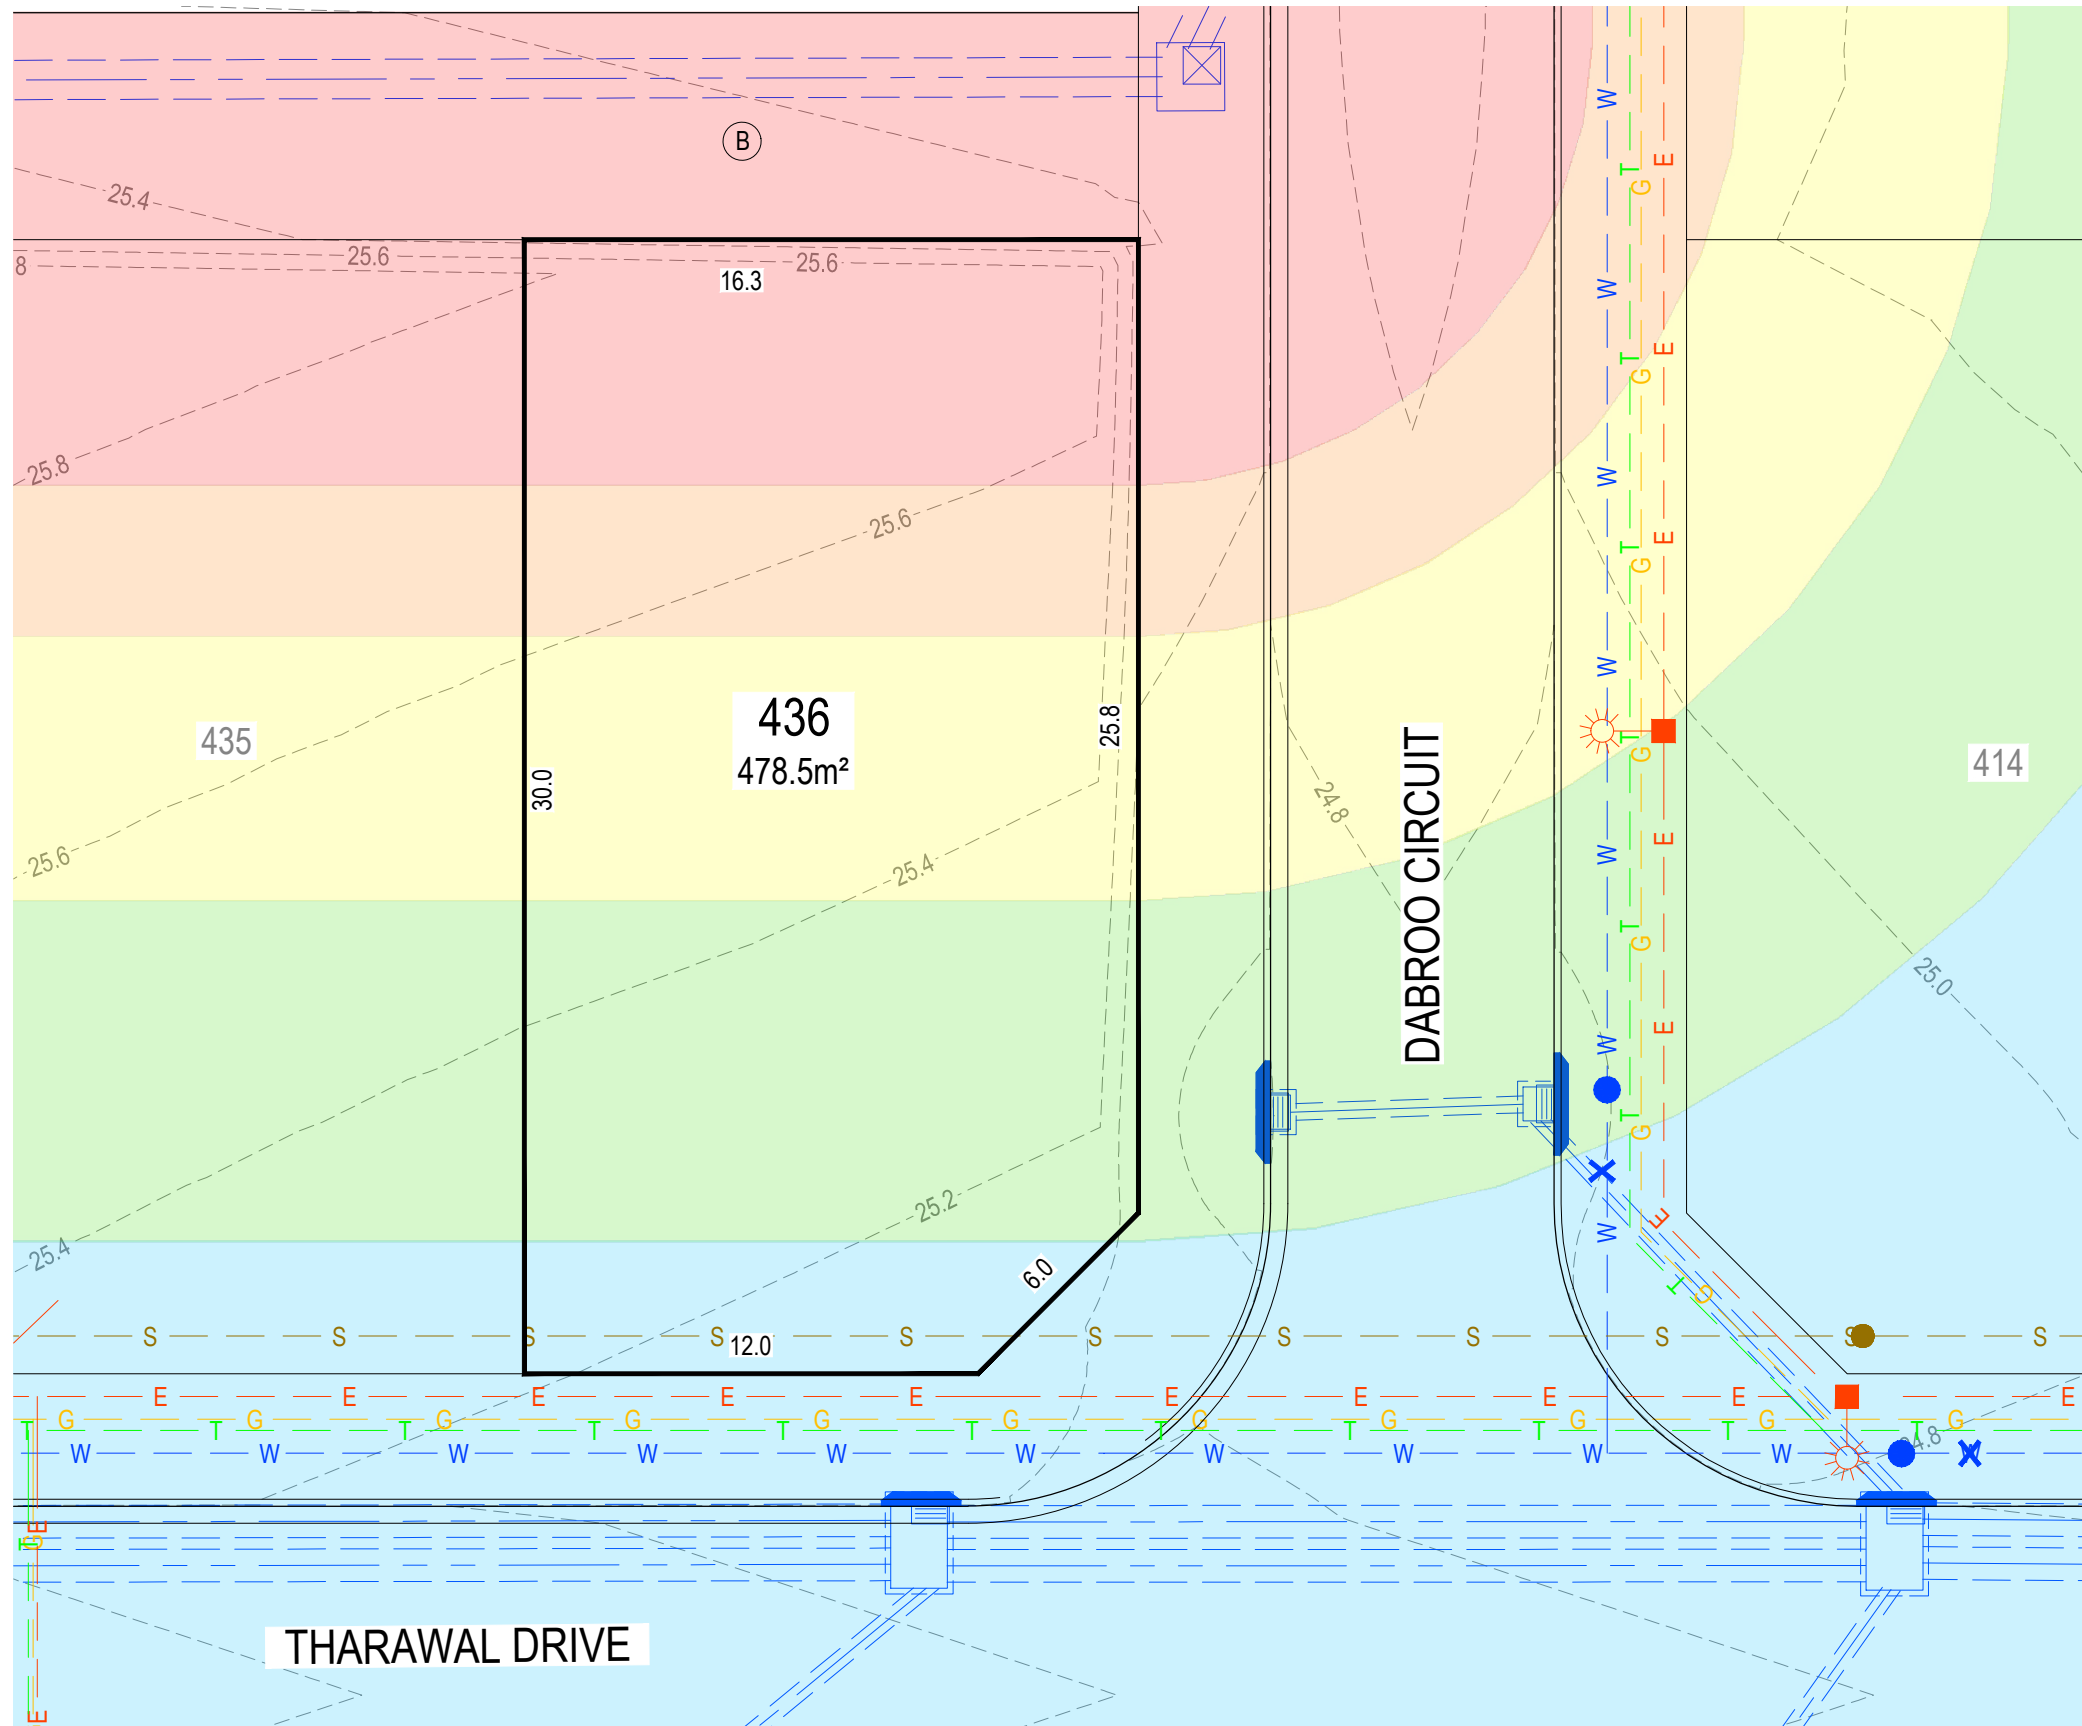 B
25.4
25.6
25.6
8
16.3
25.8
25.6
436
478.5m²
435
414
25.8
30.0
24.8
DABROO CIRCUIT
25.6
25.4
25.0
25.2
25.4
6.0
12.0
S S S S S S S S S S S
E E E E E E E E E E
G G G G G G G G G G G
T T T T T T T T T T T
W W W W W W W W W W W
W W W W W W W
T T T T T T
G G G G G G
E E E E E E
E
G
T
24.8
E
G
T
E
THARAWAL DRIVE